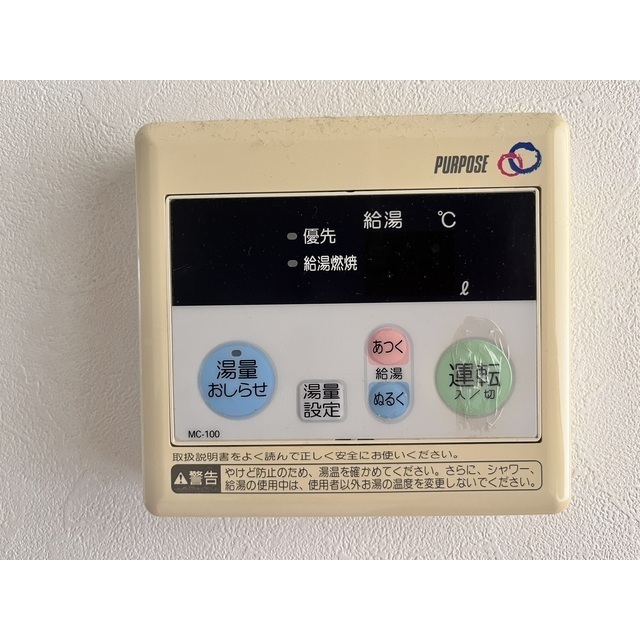 PURPOSE
給湯 ℃
優先
給湯燃焼
ℓ
湯量
おしらせ
湯量
設定
あつく
給湯
ぬるく
運転
入/切
MC-100
取扱説明書をよく読んで正しく安全にお使いください。
警告
やけど防止のため、湯温を確かめてください。さらに、シャワー、
給湯の使用中は、使用者以外お湯の温度を変更しないでください。